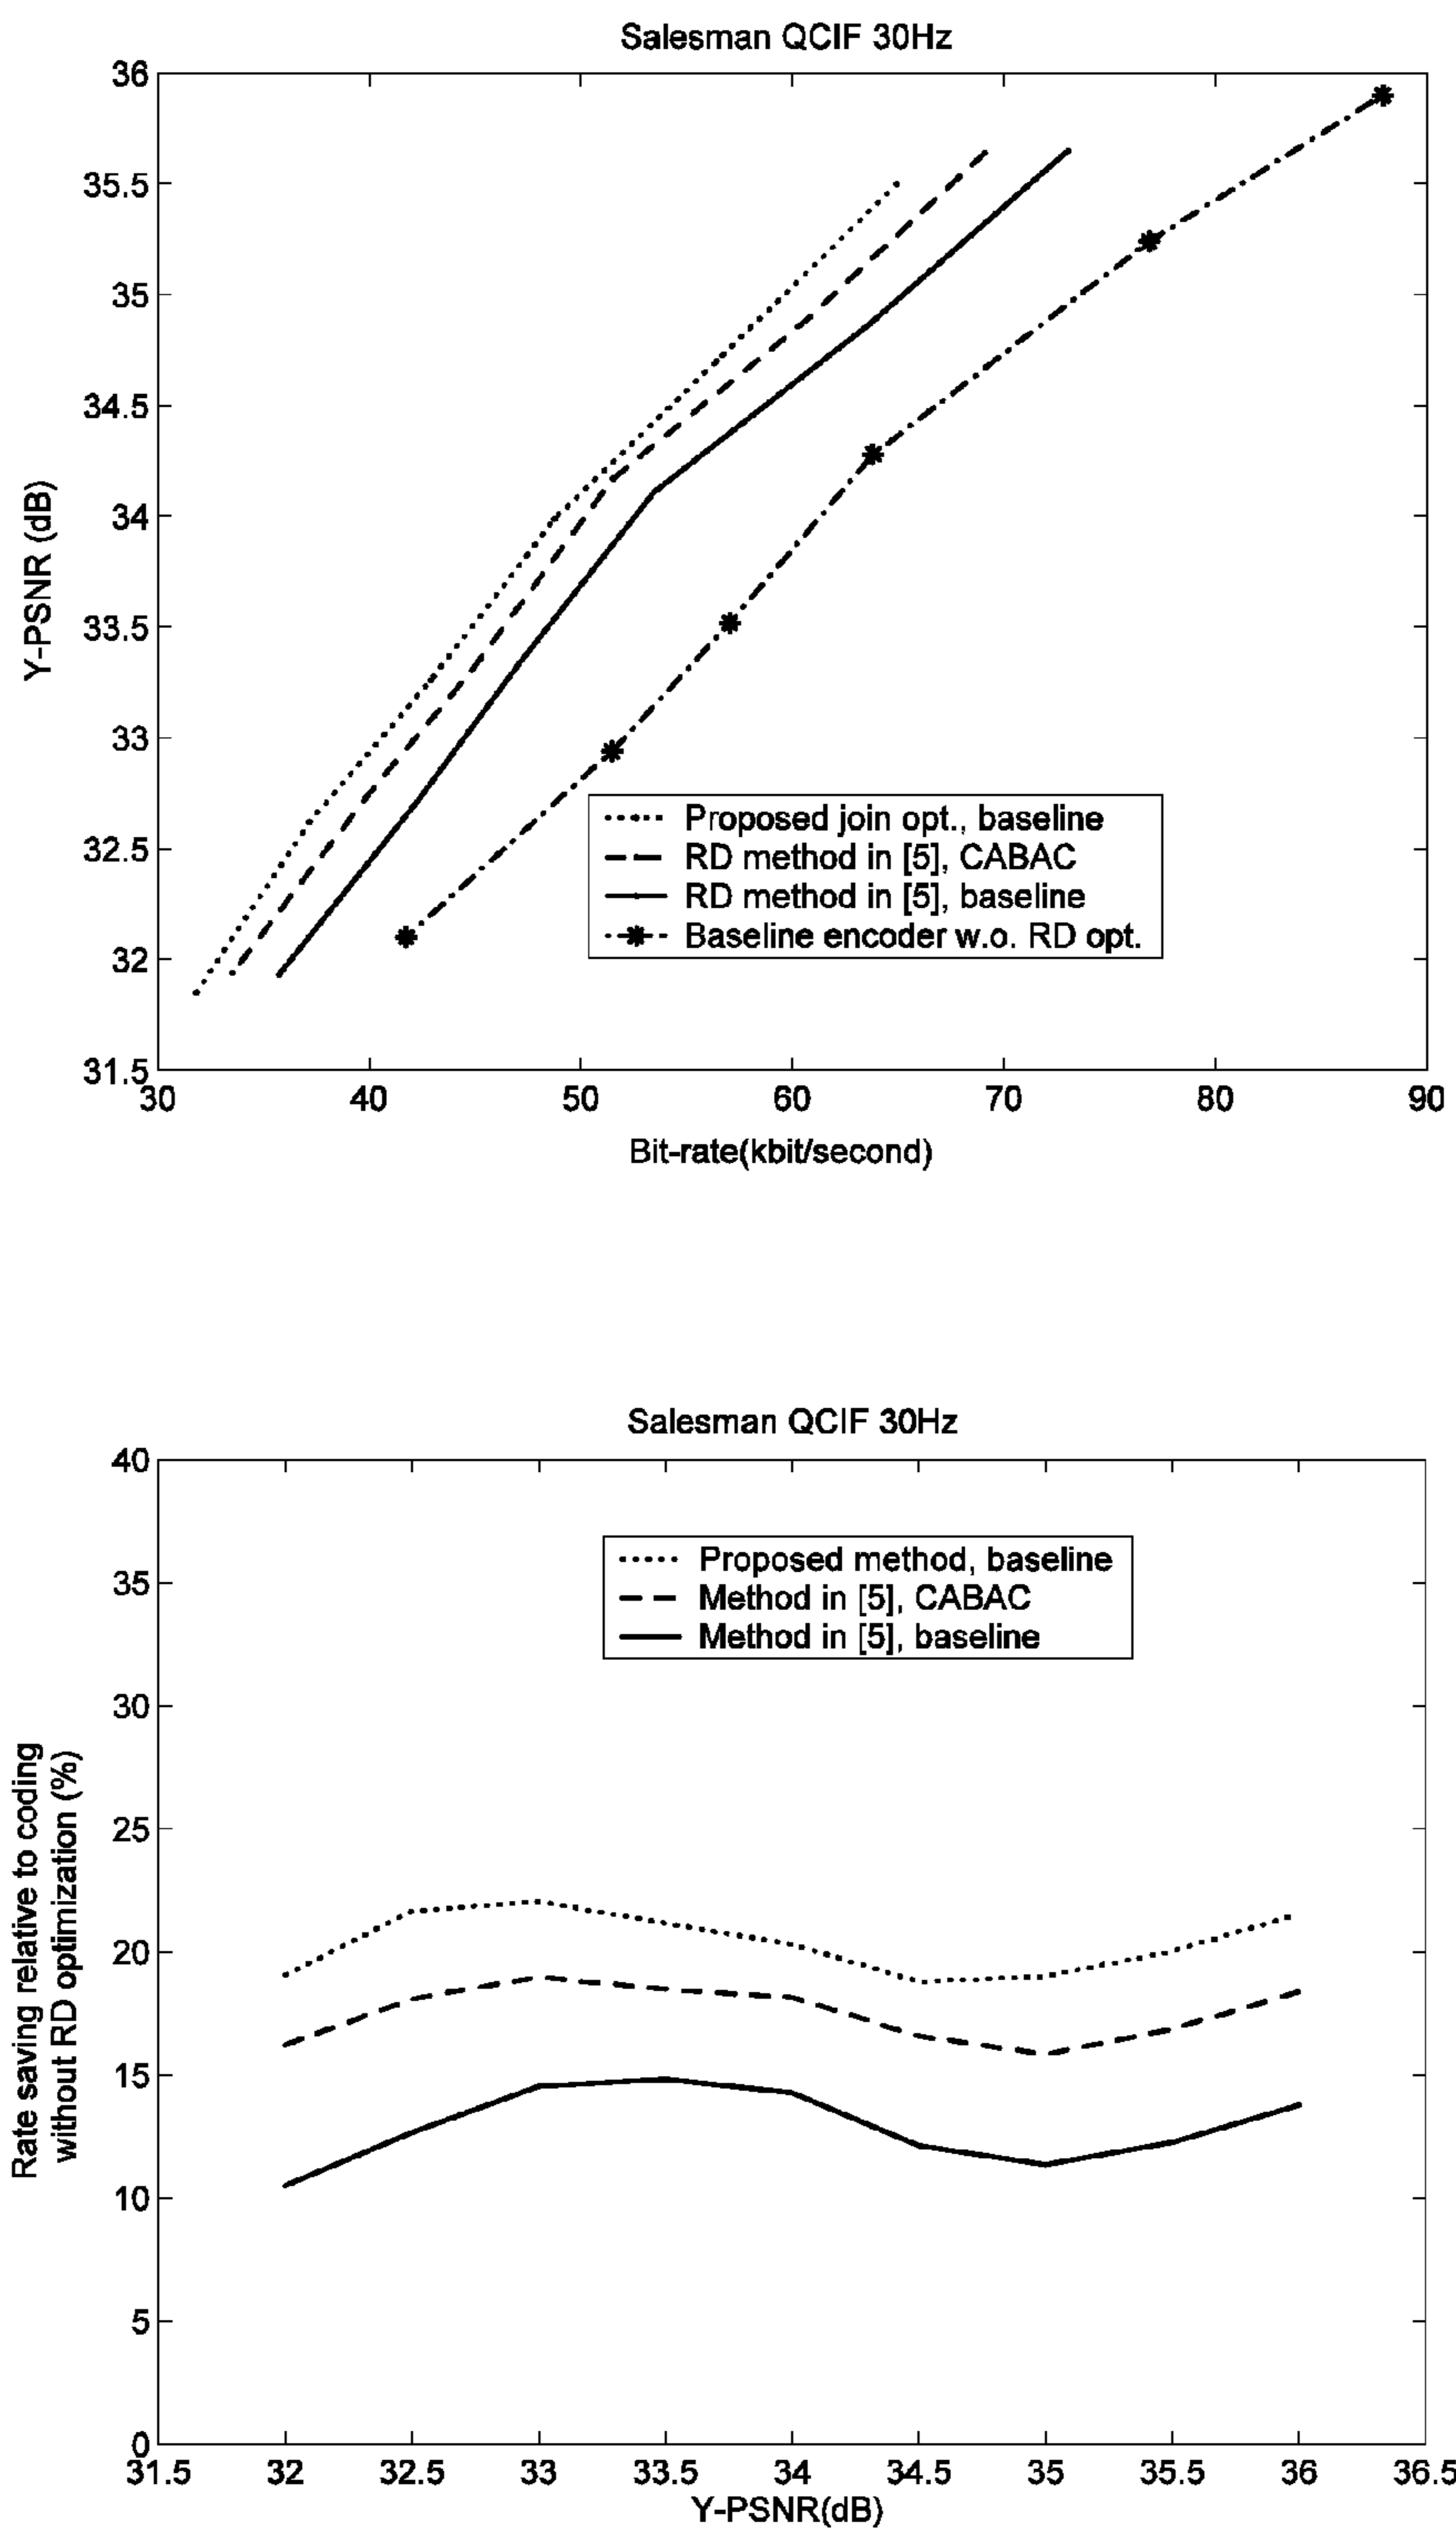 Salesman QCIF 30Hz
36
35.5
35
34.5
34
33.5
33
32.5
32
31.5
Y-PSNR (dB)
Proposed join opt., baseline
RD method in [5], CABAC
RD method in [5], baseline
Baseline encoder w.o. RD opt.
30 40 50 60 70 80 90
Bit-rate(kbit/second)
Salesman QCIF 30Hz
40
35
30
25
20
15
10
5
0
Rate saving relative to coding
without RD optimization (%)
Proposed method, baseline
Method in [5], CABAC
Method in [5], baseline
31.5 32 32.5 33 33.5 34 34.5 35 35.5 36 36.5
Y-PSNR(dB)